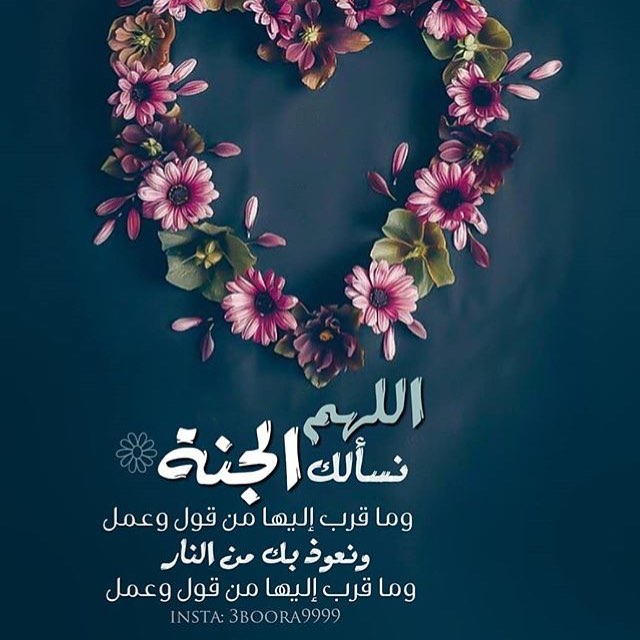 اللهم
نسألك الجنة
وما قرب إليها من قول وعمل
ونعوذ بك من النار
وما قرب إليها من قول وعمل
INSTA: 3BOORA9999